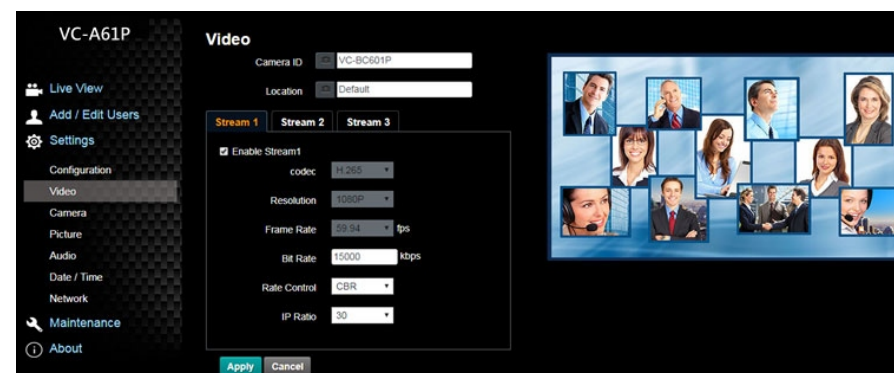 VC-A61P
Live View
Add / Edit Users
Settings
Configuration
Video
Camera
Picture
Audio
Date / Time
Network
Maintenance
About
Video
Camera ID VC-BC601P
Location Default
Stream 1 Stream 2 Stream 3
Enable Stream1
codec H.265
Resolution 1080P
Frame Rate 59.94 fps
Bit Rate 15000 kbps
Rate Control CBR
IP Ratio 30
Apply Cancel